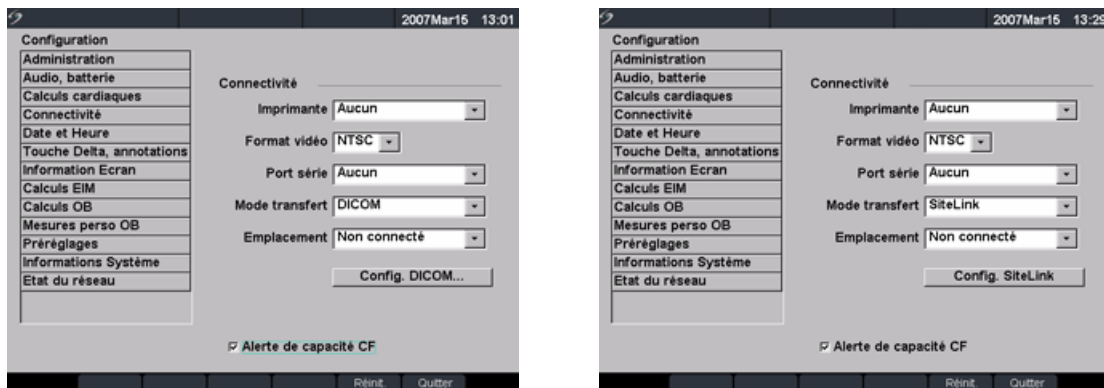 2007Mar15 13:01
Configuration
Administration
Audio, batterie
Calculs cardiaques
Connectivité
Date et Heure
Touche Delta, annotations
Information Ecran
Calculs EIM
Calculs OB
Mesures perso OB
Préréglages
Informations Système
Etat du réseau
Connectivité
Imprimante Aucun
Format vidéo NTSC
Port série Aucun
Mode transfert DICOM
Emplacement Non connecté
Config. DICOM...
Alerte de capacité CF
Réinit. Quitter
2007Mar15 13:29
Configuration
Administration
Audio, batterie
Calculs cardiaques
Connectivité
Date et Heure
Touche Delta, annotations
Information Ecran
Calculs EIM
Calculs OB
Mesures perso OB
Préréglages
Informations Système
Etat du réseau
Connectivité
Imprimante Aucun
Format vidéo NTSC
Port série Aucun
Mode transfert SiteLink
Emplacement Non connecté
Config. SiteLink
Alerte de capacité CF
Réinit. Quitter